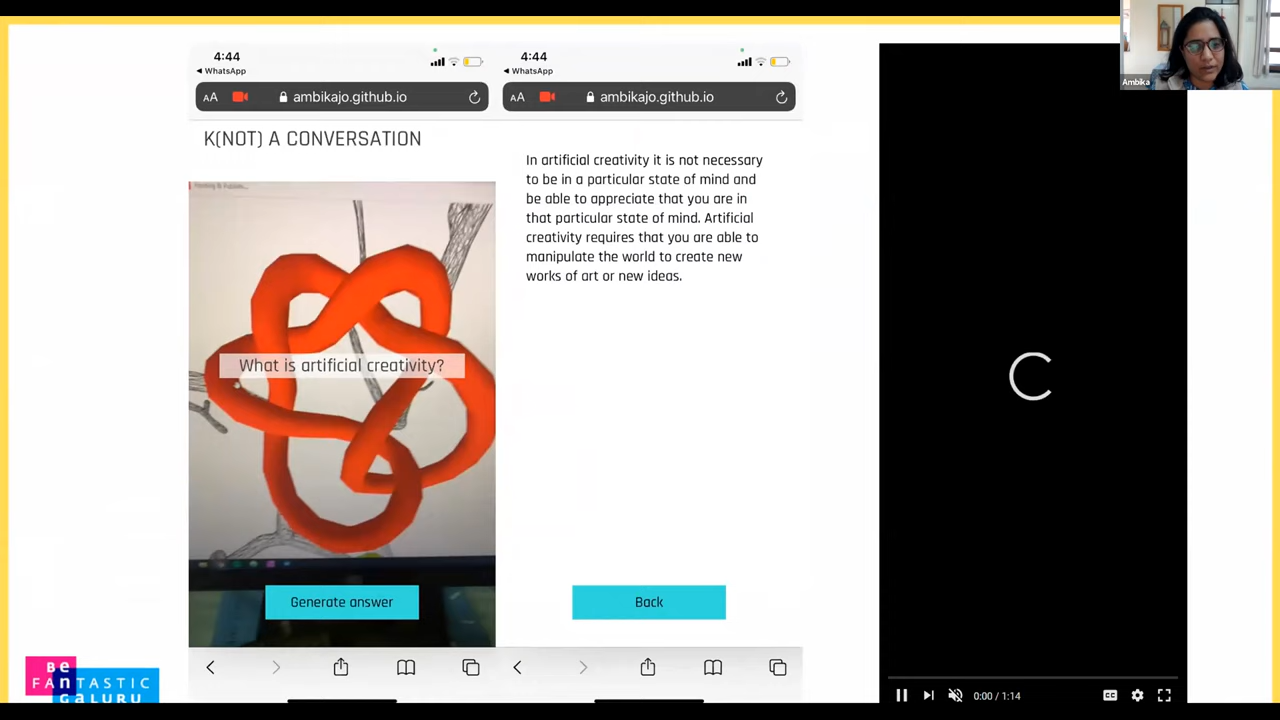 Ambika
4:44
WhatsApp
AA
ambikajo.github.io
K(NOT) A CONVERSATION
What is artificial creativity?
Generate answer
4:44
WhatsApp
AA
ambikajo.github.io
In artificial creativity it is not necessary
to be in a particular state of mind and
be able to appreciate that you are in
that particular state of mind. Artificial
creativity requires that you are able to
manipulate the world to create new
works of art or new ideas.
Back
0:00 / 1:14
CC
Be
FANTASTIC
nGALURU